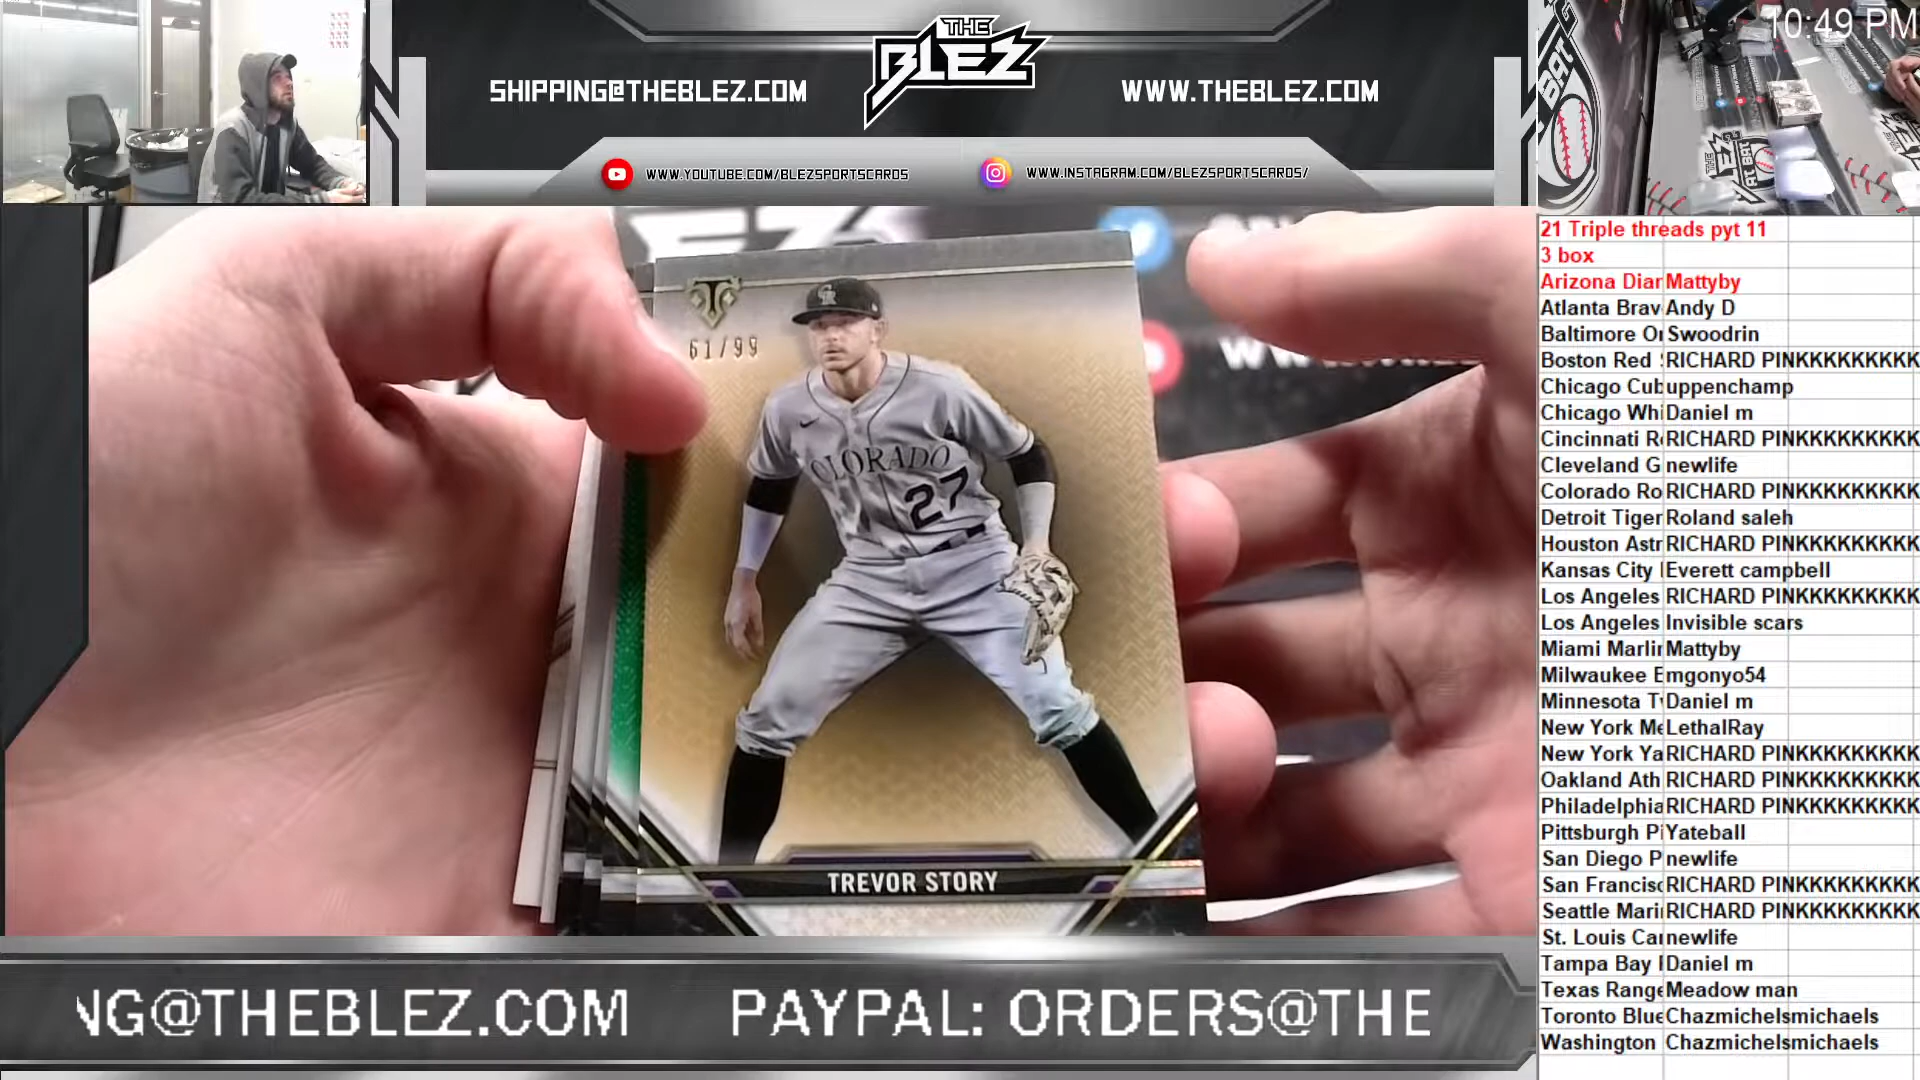 THE
BLEZ
SHIPPING@THEBLEZ.COM
WWW.THEBLEZ.COM
WWW.YOUTUBE.COM/BLEZSPORTSCARDS
WWW.INSTAGRAM.COM/BLEZSPORTSCARDS/
10:49 PM
61/99
COLORADO
27
TREVOR STORY
NG@THEBLEZ.COM PAYPAL: ORDERS@THE
21 Triple threads pyt 11
3 box
Arizona Diar Mattyby
Atlanta Brav Andy D
Baltimore Or Swoodrin
Boston Red RICHARD PINKKKKKKKKK
Chicago Cub uppenchamp
Chicago Whi Daniel m
Cincinnati Re RICHARD PINKKKKKKKKK
Cleveland G newlife
Colorado Ro RICHARD PINKKKKKKKKK
Detroit Tiger Roland saleh
Houston Astr RICHARD PINKKKKKKKKK
Kansas City Everett campbell
Los Angeles RICHARD PINKKKKKKKKK
Los Angeles Invisible scars
Miami Marlin Mattyby
Milwaukee B mgonyo54
Minnesota Tw Daniel m
New York Me LethalRay
New York Ya RICHARD PINKKKKKKKKK
Oakland Ath RICHARD PINKKKKKKKKK
Philadelphia RICHARD PINKKKKKKKKK
Pittsburgh Pi Yateball
San Diego P newlife
San Francisc RICHARD PINKKKKKKKKK
Seattle Mari RICHARD PINKKKKKKKKK
St. Louis Car newlife
Tampa Bay Daniel m
Texas Range Meadow man
Toronto Blue Chazmichelsmichaels
Washington Chazmichelsmichaels